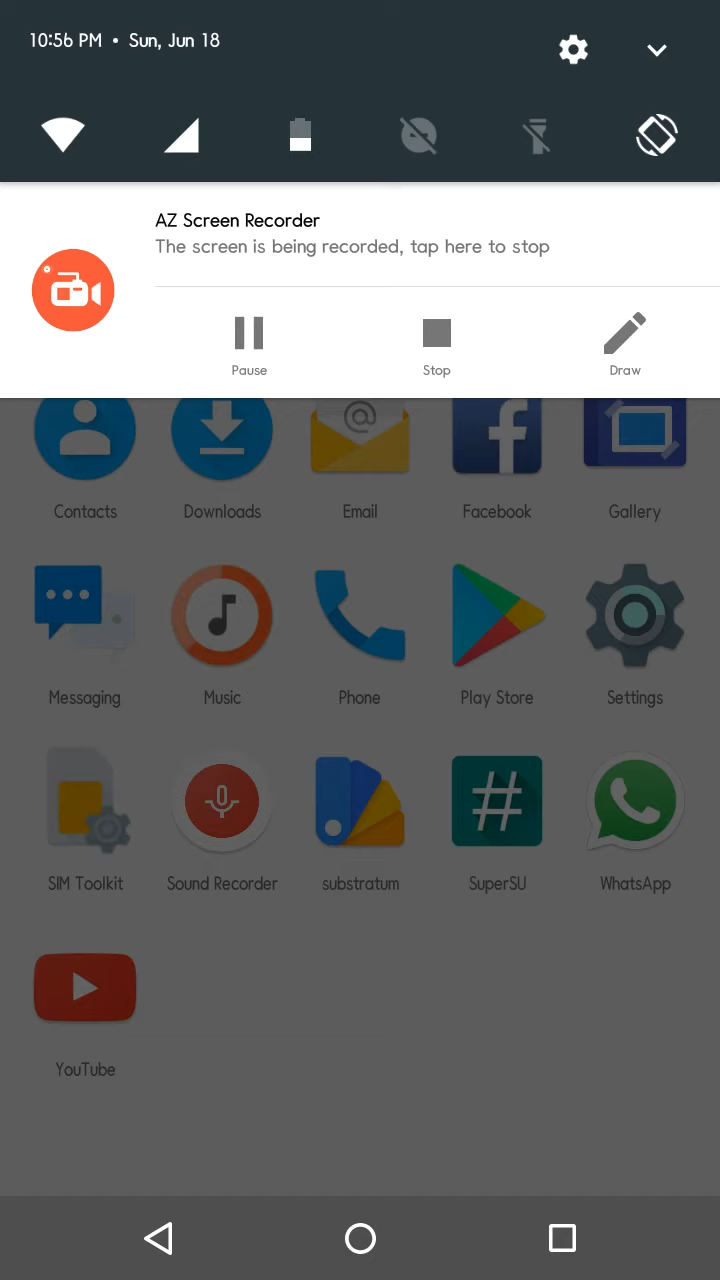 10:56 PM • Sun, Jun 18
AZ Screen Recorder
The screen is being recorded, tap here to stop
Pause Stop Draw
Contacts Downloads Email Facebook Gallery
Messaging Music Phone Play Store Settings
SIM Toolkit Sound Recorder substratum SuperSU WhatsApp
YouTube